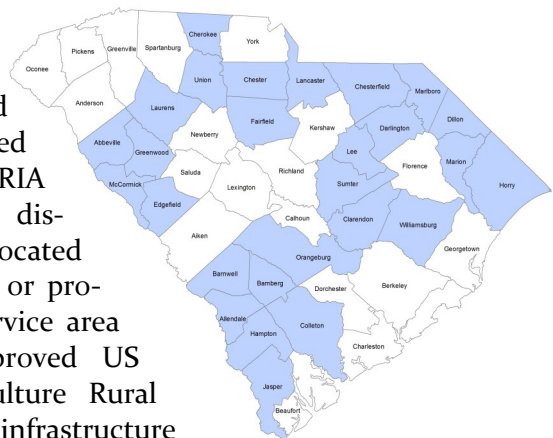 Cherokee
York
Spartanburg
Greenville
Pickens
Oconee
Union
Chester
Lancaster
Chesterfield
Marlboro
Anderson
Laurens
Dillon
Fairfield
Kershaw
Darlington
Newberry
Abbeville
Greenwood
Lee
Florence
Marion
Horry
Saluda
Richland
McCormick
Lexington
Sumter
Edgefield
Calhoun
Clarendon
Williamsburg
Aiken
Georgetown
Orangeburg
Barnwell
Bamberg
Dorchester
Berkeley
Allendale
Hampton
Colleton
Charleston
Jasper
Beaufort
RIA
dis-
ocated
or pro-
rvice area
proved US
ulture Rural
infrastructure